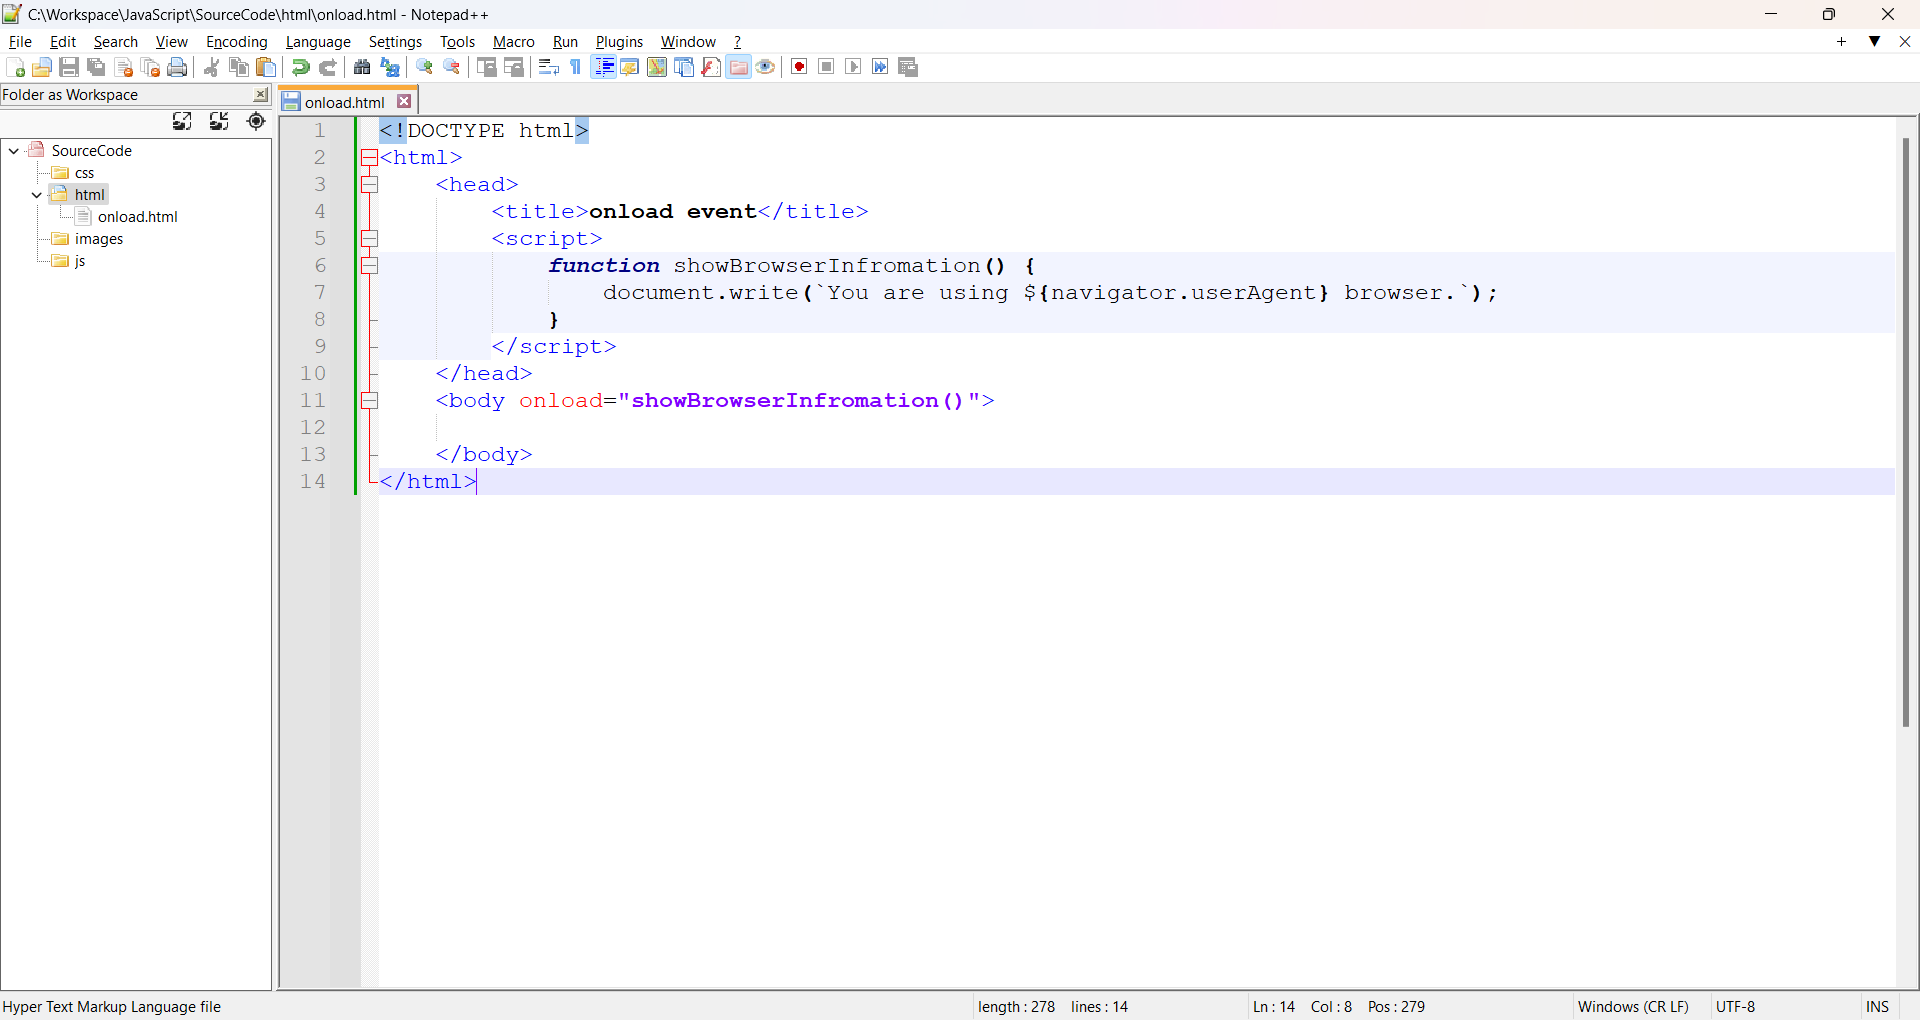 C:\Workspace\JavaScript\SourceCode\html\onload.html - Notepad++
File Edit Search View Encoding Language Settings Tools Macro Run Plugins Window ?
Folder as Workspace
SourceCode
css
html
onload.html
images
js
onload.html
1 <!DOCTYPE html>
2 <html>
3 <head>
4 <title>onload event</title>
5 <script>
6 function showBrowserInfromation() {
7 document.write(`You are using ${navigator.userAgent} browser.`);
8 }
9 </script>
10 </head>
11 <body onload="showBrowserInfromation()">
12
13 </body>
14 </html>
Hyper Text Markup Language file length : 278 lines : 14 Ln : 14 Col : 8 Pos : 279 Windows (CR LF) UTF-8 INS